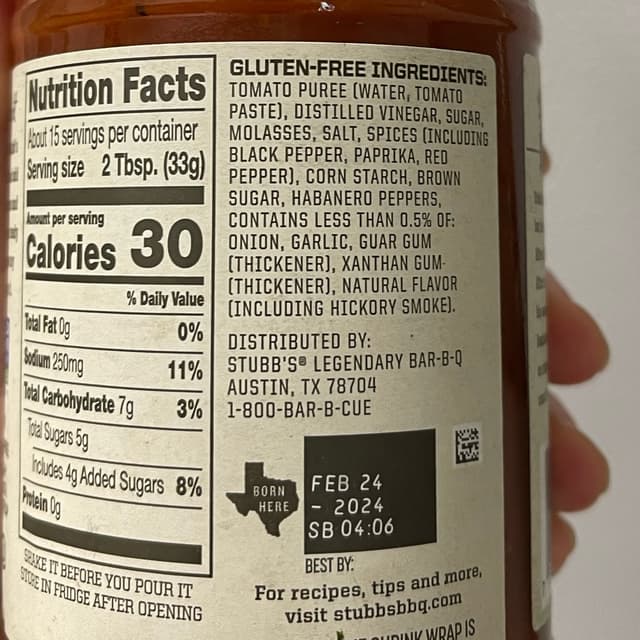 Nutrition Facts
About 15 servings per container
Serving size 2 Tbsp. (33g)
Amount per serving
Calories 30
% Daily Value
Total Fat 0g 0%
Sodium 250mg 11%
Total Carbohydrate 7g 3%
Total Sugars 5g
Includes 4g Added Sugars 8%
Protein 0g
SHAKE IT BEFORE YOU POUR IT
STORE IN FRIDGE AFTER OPENING
GLUTEN-FREE INGREDIENTS:
TOMATO PUREE (WATER, TOMATO
PASTE), DISTILLED VINEGAR, SUGAR,
MOLASSES, SALT, SPICES (INCLUDING
BLACK PEPPER, PAPRIKA, RED
PEPPER), CORN STARCH, BROWN
SUGAR, HABANERO PEPPERS,
CONTAINS LESS THAN 0.5% OF:
ONION, GARLIC, GUAR GUM
(THICKENER), XANTHAN GUM
(THICKENER), NATURAL FLAVOR
(INCLUDING HICKORY SMOKE).
DISTRIBUTED BY:
STUBB'S® LEGENDARY BAR-B-Q
AUSTIN, TX 78704
1-800-BAR-B-CUE
BORN
HERE
FEB 24
- 2024
SB 04:06
BEST BY:
For recipes, tips and more,
visit stubbsbbq.com
SHRINK WRAP IS